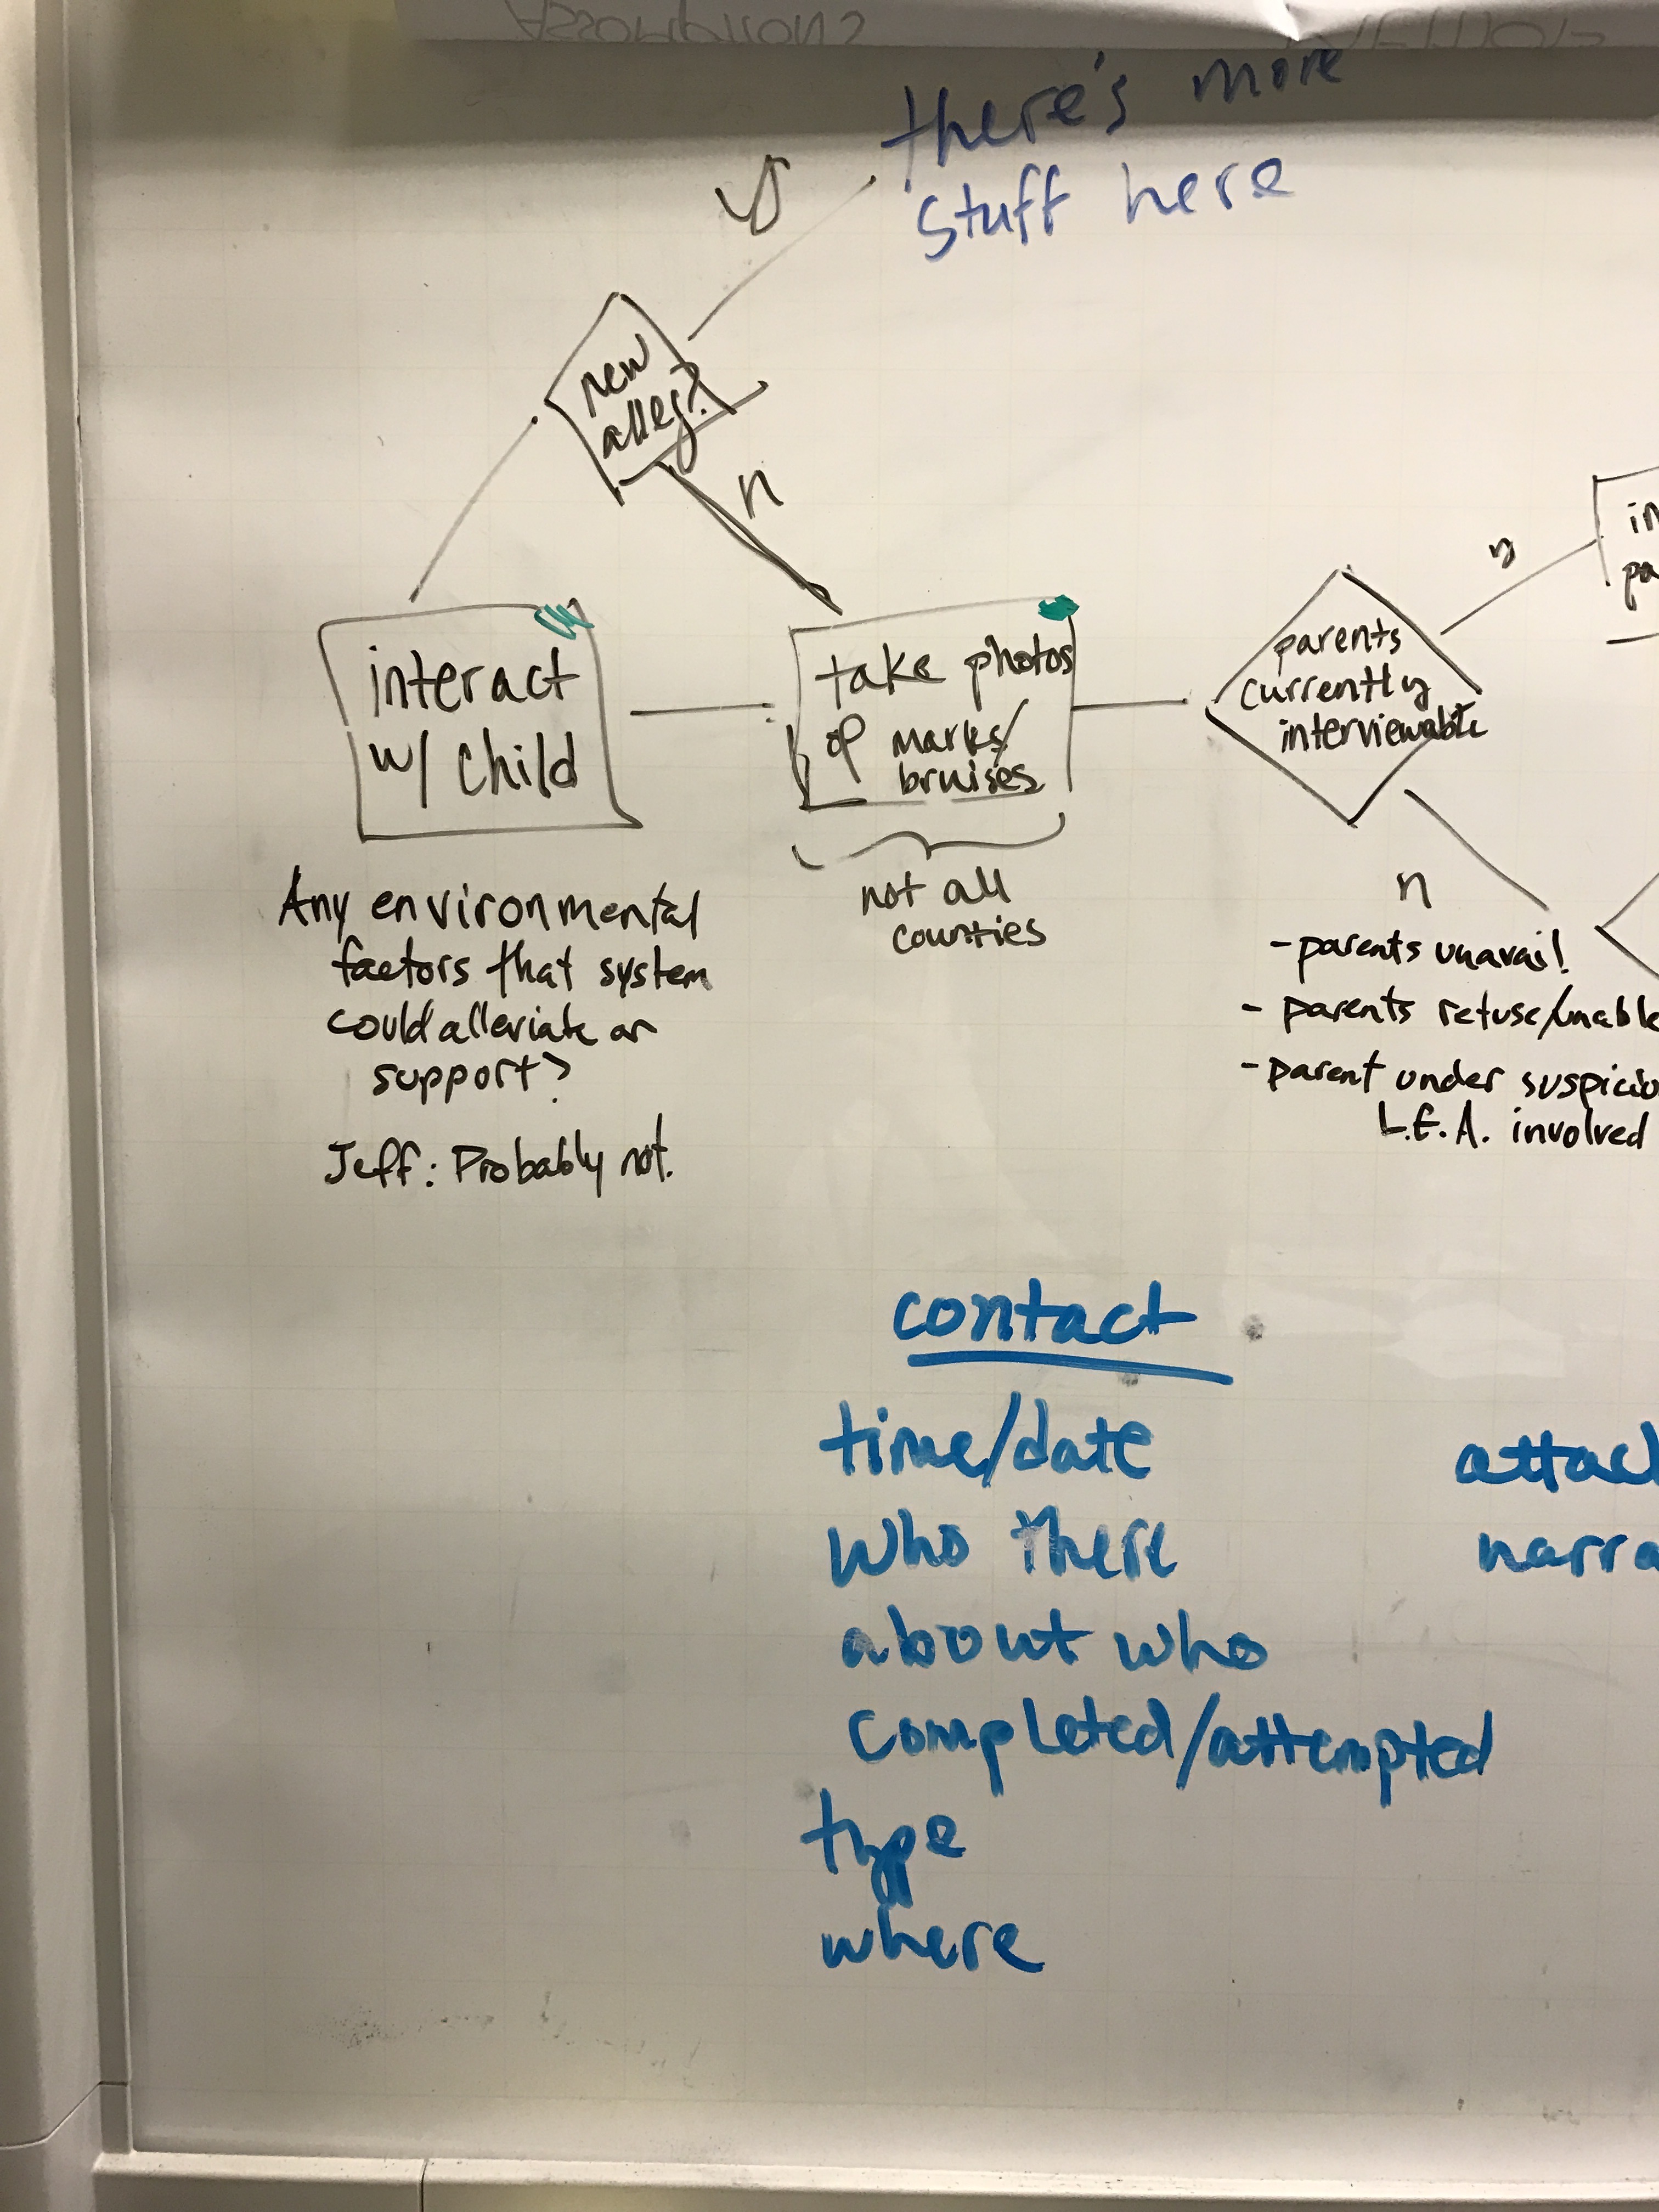 there's more
stuff here
y
new
alleg?
n
interact
w/ child
take photos
of marks/
bruises
not all
counties
parents
currently
interviewable
y
in
pa
n
- parents unavail
- parents refuse/unable
- parent under suspicio
L.E.A. involved
Any environmental
factors that system
could alleviate or
support?
Jeff: Probably not.
contact
time/date
who there
about who
completed/attempted
type
where
attac
narra